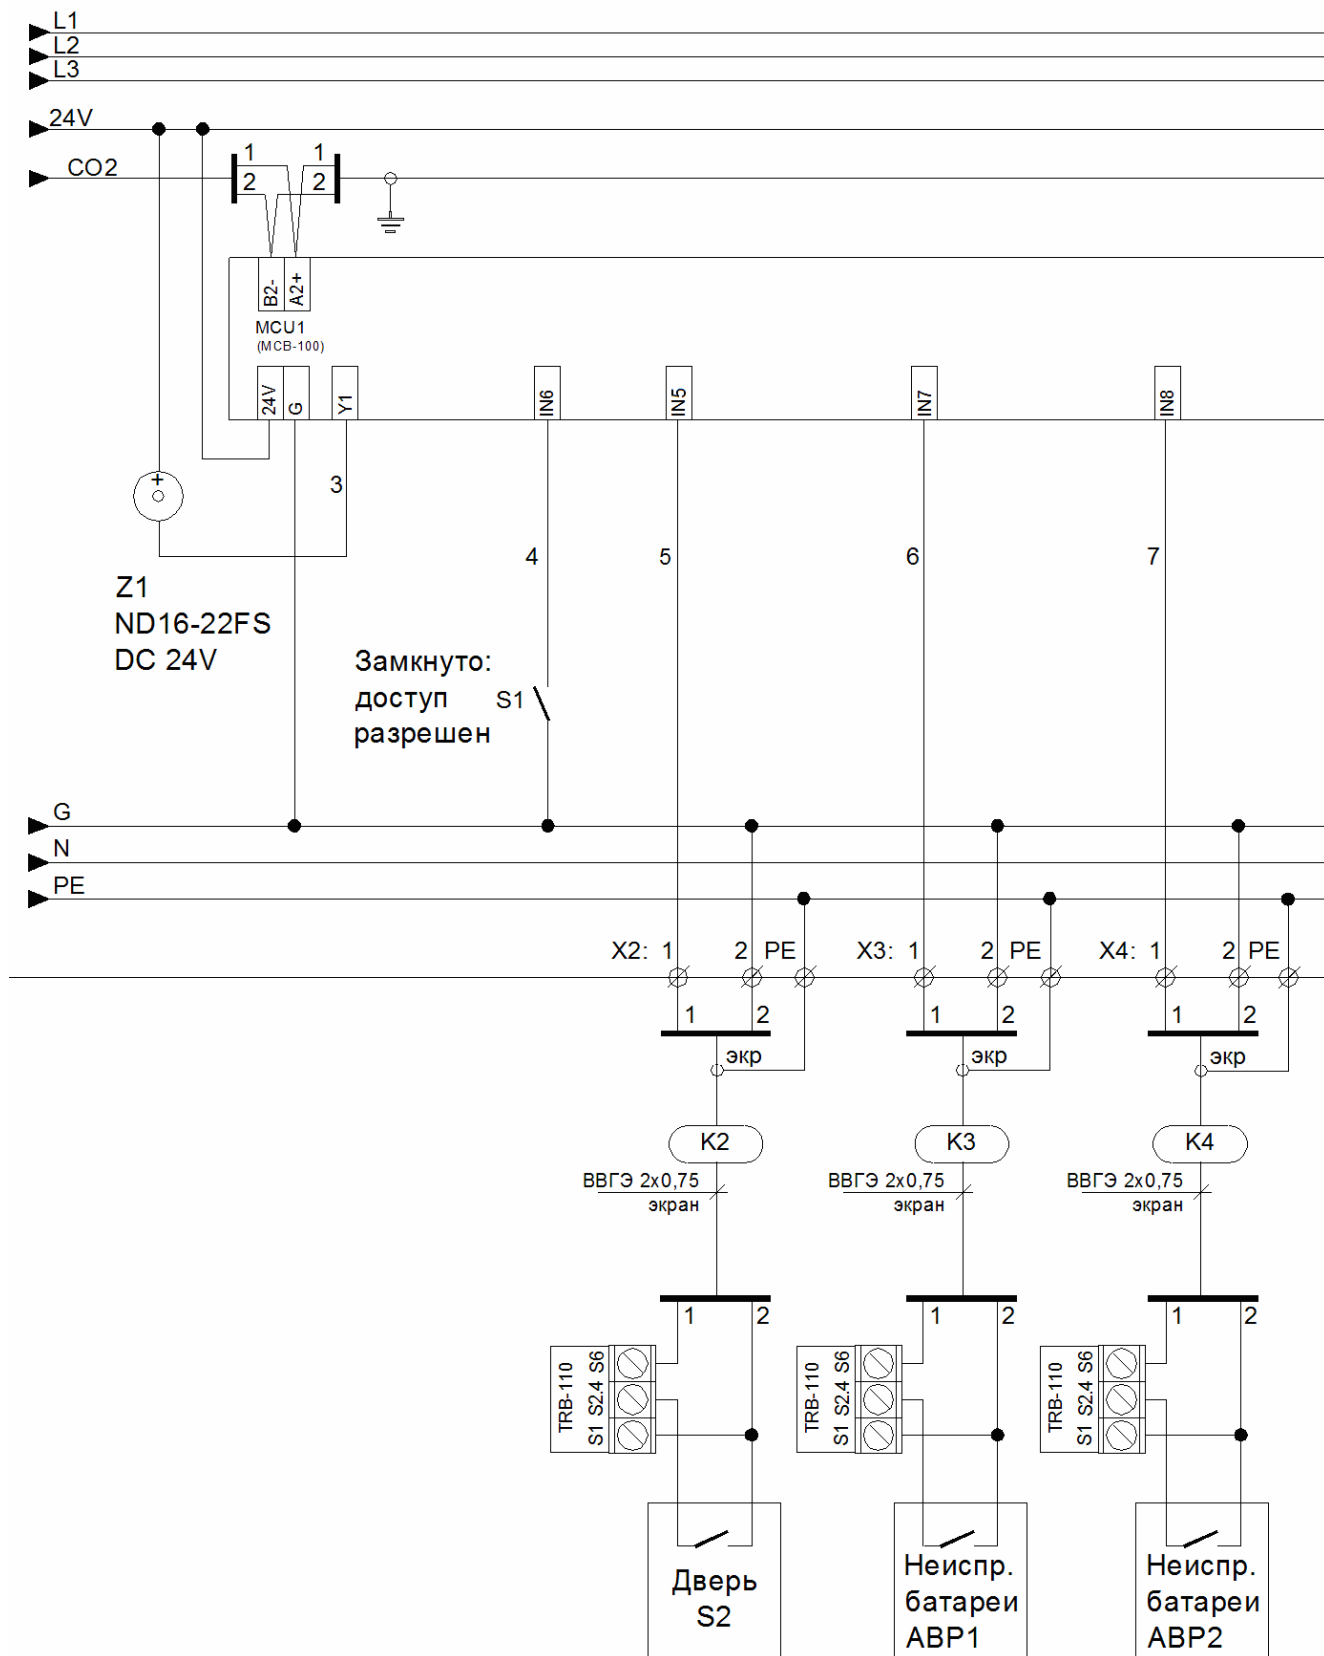 L1
L2
L3
24V
CO2
1 1
2 2
B2- A2+
MCU1
(MCB-100)
24V G Y1 IN6 IN5 IN7 IN8
+
3
4 5 6 7
Z1
ND16-22FS
DC 24V
Замкнуто:
доступ S1
разрешен
G
N
PE
X2: 1 2 PE X3: 1 2 PE X4: 1 2 PE
1 2 1 2 1 2
экр экр экр
K2 K3 K4
ВВГЭ 2x0,75 ВВГЭ 2x0,75 ВВГЭ 2x0,75
экран экран экран
1 2 1 2 1 2
TRB-110 S1 S2.4 S6 TRB-110 S1 S2.4 S6 TRB-110 S1 S2.4 S6
Дверь
S2
Неиспр.
батареи
АВР1
Неиспр.
батареи
АВР2